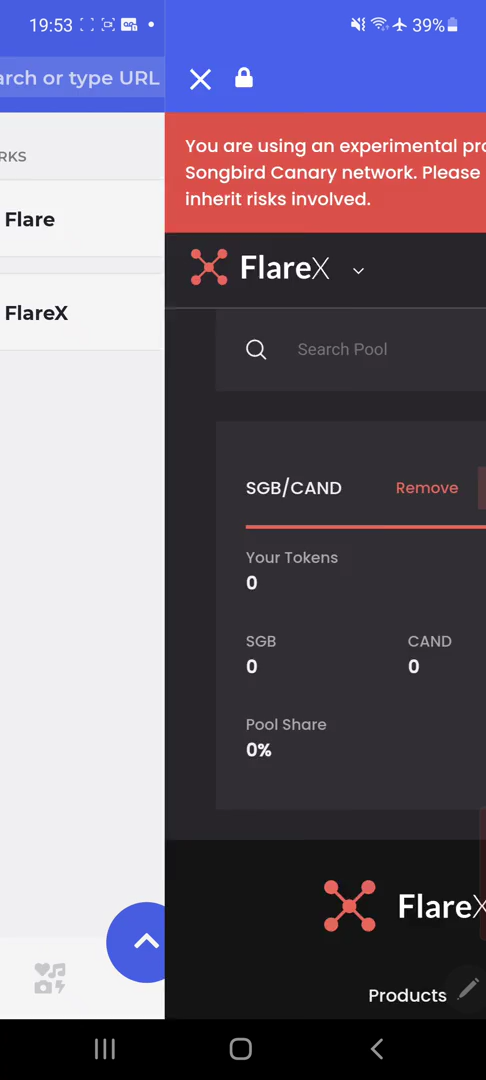 19:53
39%
arch or type URL
RKS
Flare
FlareX
You are using an experimental pro
Songbird Canary network. Please
inherit risks involved.
FlareX
Search Pool
SGB/CAND
Remove
Your Tokens
0
SGB
CAND
0
0
Pool Share
0%
FlareX
Products